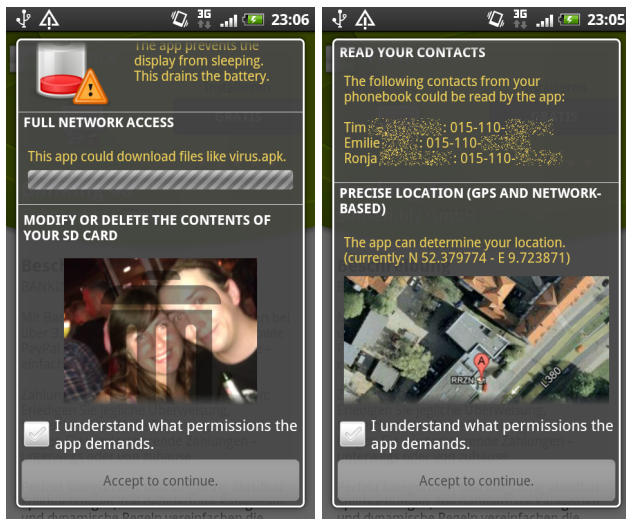 3G
23:06
The app prevents the
display from sleeping.
This drains the battery.
GRATIS
FULL NETWORK ACCESS
This app could download files like virus.apk.
MODIFY OR DELETE THE CONTENTS OF
YOUR SD CARD
I understand what permissions the
app demands.
Accept to continue.
3G
23:05
READ YOUR CONTACTS
The following contacts from your
phonebook could be read by the app:
Tim : 015-110-
Emilie : 015-110-
Ronja : 015-110-
PRECISE LOCATION (GPS AND NETWORK-
BASED)
The app can determine your location.
(currently: N 52.379774 - E 9.723871)
A
RRZN
L380
I understand what permissions the
app demands.
Accept to continue.